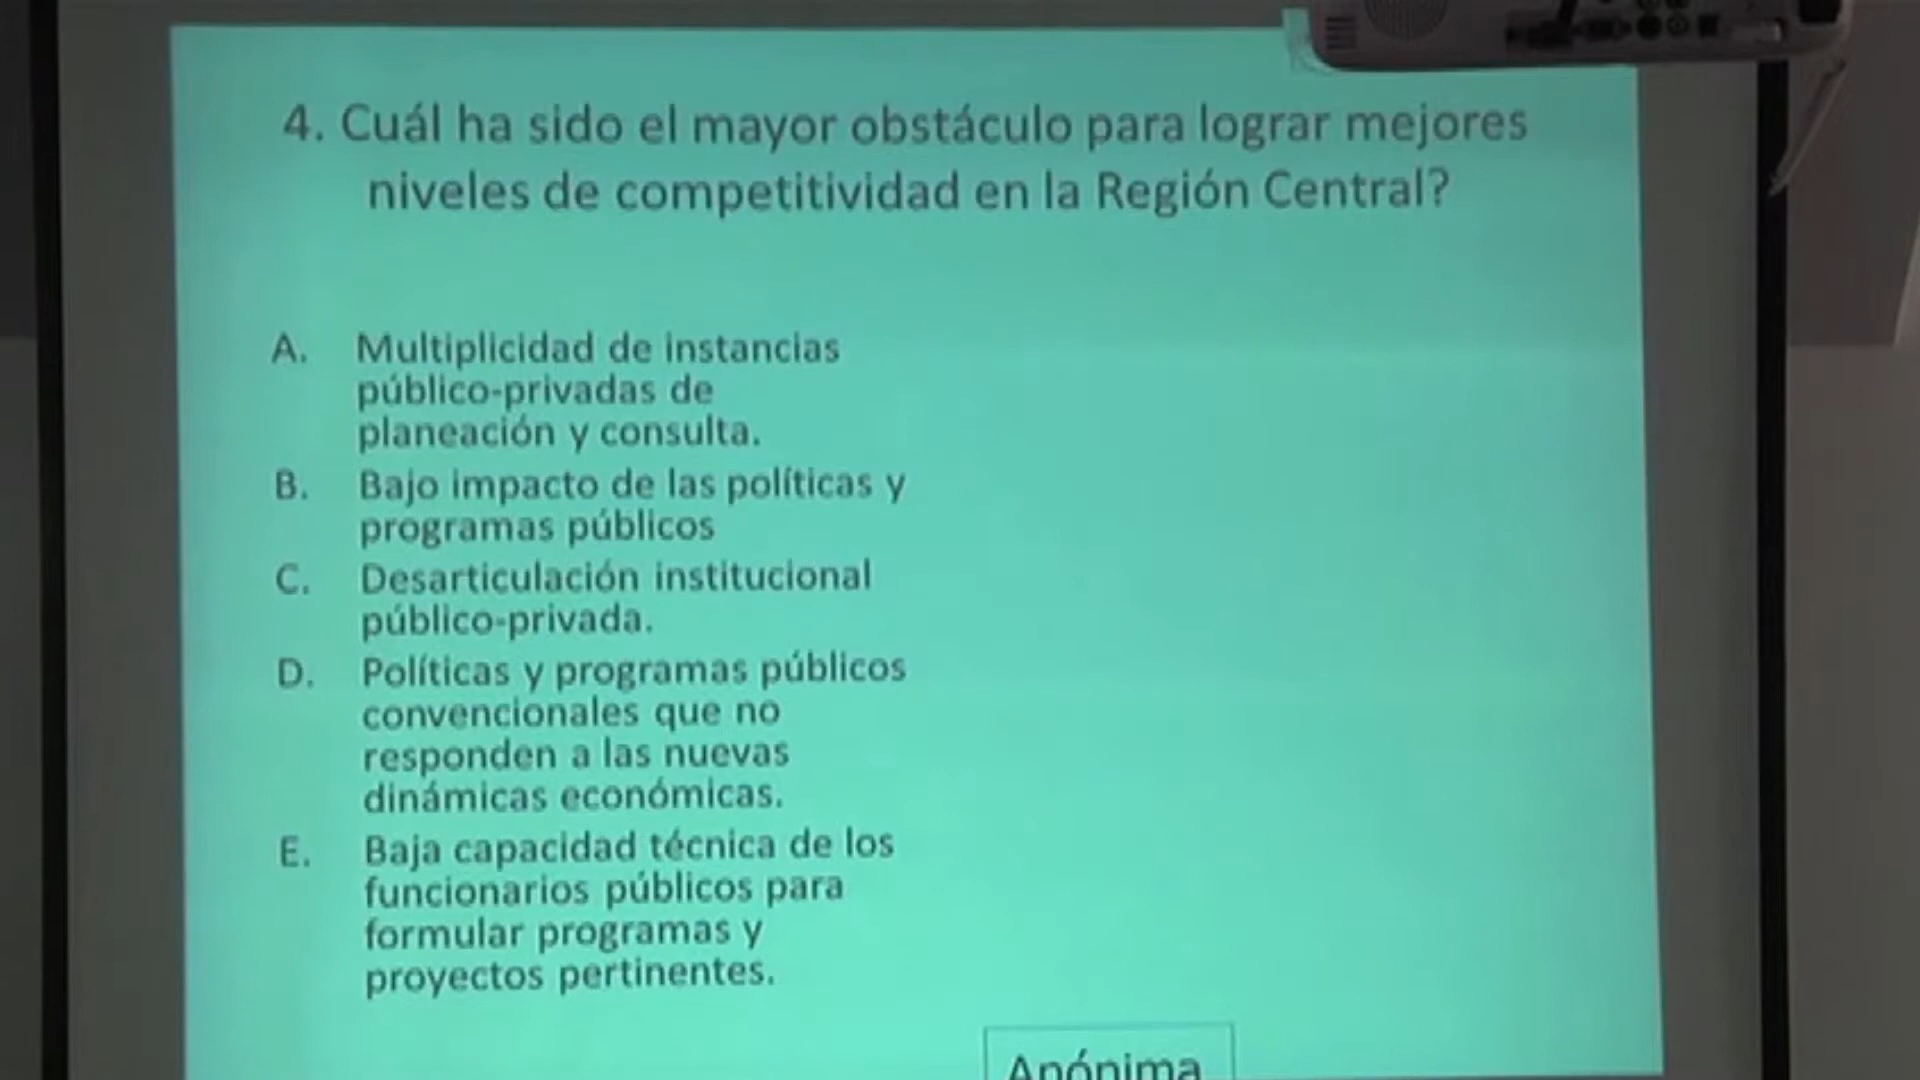 4. Cuál ha sido el mayor obstáculo para lograr mejores
niveles de competitividad en la Región Central?
A. Multiplicidad de instancias
público-privadas de
planeación y consulta.
B. Bajo impacto de las políticas y
programas públicos
C. Desarticulación institucional
público-privada.
D. Políticas y programas públicos
convencionales que no
responden a las nuevas
dinámicas económicas.
E. Baja capacidad técnica de los
funcionarios públicos para
formular programas y
proyectos pertinentes.
Anónima